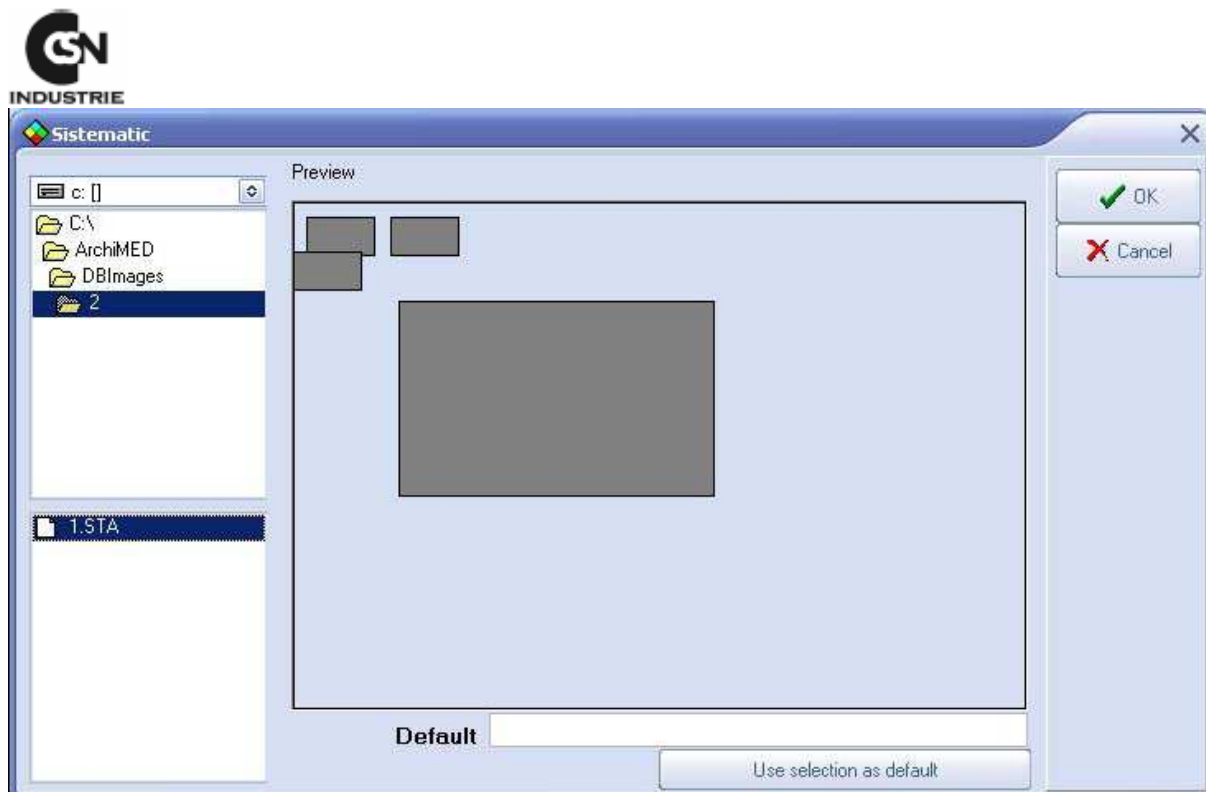 CSN
INDUSTRIE
Sistematic
c: []
C:\
ArchiMED
DBImages
2
1.STA
Preview
Default
Use selection as default
OK
Cancel